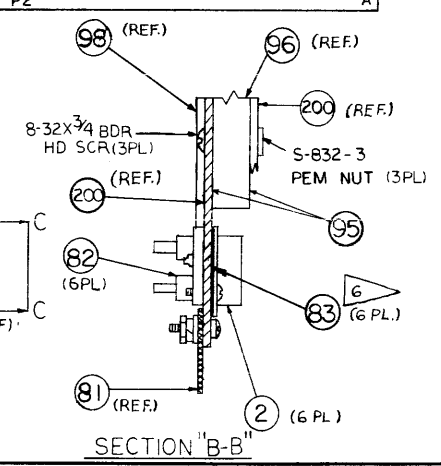 P2 A
98 (REF.)
96 (REF.)
200 (REF.)
8-32X3/4 BDR
HD SCR(3PL)
S-832-3
PEM NUT (3PL)
(REF.)
200
95
C
82
(6PL)
6
83 (6 PL.)
C
81 (REF.)
2 (6 PL)
SECTION "B-B"